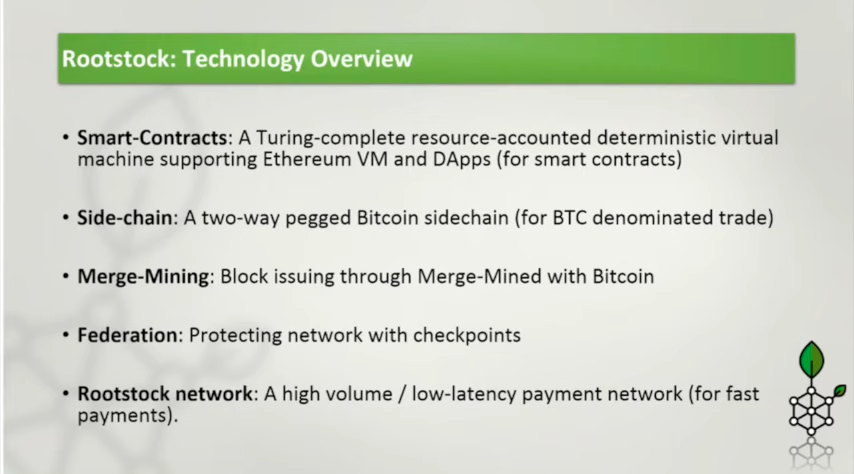 Rootstock: Technology Overview
• Smart-Contracts: A Turing-complete resource-accounted deterministic virtual
machine supporting Ethereum VM and DApps (for smart contracts)
• Side-chain: A two-way pegged Bitcoin sidechain (for BTC denominated trade)
• Merge-Mining: Block issuing through Merge-Mined with Bitcoin
• Federation: Protecting network with checkpoints
• Rootstock network: A high volume / low-latency payment network (for fast
payments).